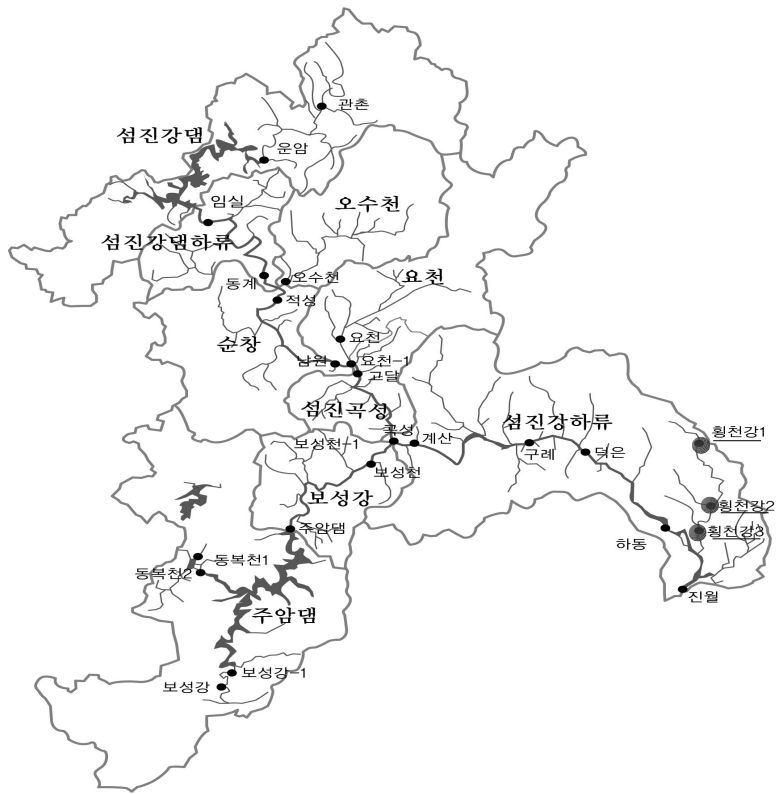 관촌
섬진강댐
운암
임실
오수천
섬진강댐하류
동계
오수천
요천
적성
순창
요천
남원
요천-1
고달
섬진곡성
곡성
계산
보성천-1
보성천
섬진강하류
구례
덕은
횡천강1
보성강
횡천강2
주암댐
횡천강3
하동
동복천1
동복천2
진월
주암댐
보성강-1
보성강